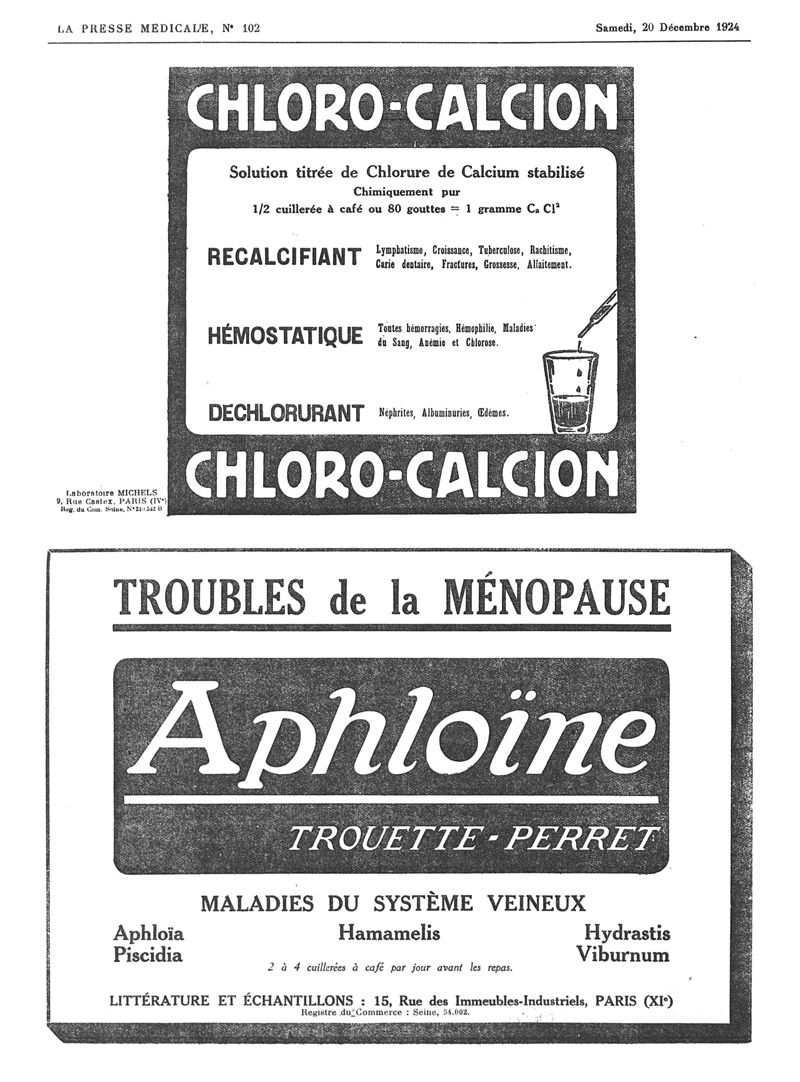 LA PRESSE MEDICALE, N° 102
Samedi, 20 Décembre 1924
CHLORO-CALCION
Solution titrée de Chlorure de Calcium stabilisé
Chimiquement pur
1/2 cuillerée à café ou 80 gouttes = 1 gramme Ca Cl²
RECALCIFIANT
Lymphatisme, Croissance, Tuberculose, Rachitisme,
Carie dentaire, Fractures, Grossesse, Allaitement.
HÉMOSTATIQUE
Toutes hémorragies, Hémophilie, Maladies
du Sang, Anémie et Chlorose.
DECHLORURANT
Néphrites, Albuminuries, Œdèmes.
CHLORO-CALCION
Laboratoire MICHELS
9, Rue Castex, PARIS (IVᵉ)
Reg. du Com. Seine, N°
TROUBLES de la MÉNOPAUSE
Aphloïne
TROUETTE-PERRET
MALADIES DU SYSTÈME VEINEUX
Aphloïa Hamamelis Hydrastis
Piscidia Viburnum
2 à 4 cuillerées à café par jour avant les repas.
LITTÉRATURE ET ÉCHANTILLONS : 15, Rue des Immeubles-Industriels, PARIS (XIᵉ)
Registre du Commerce : Seine, 54.002.